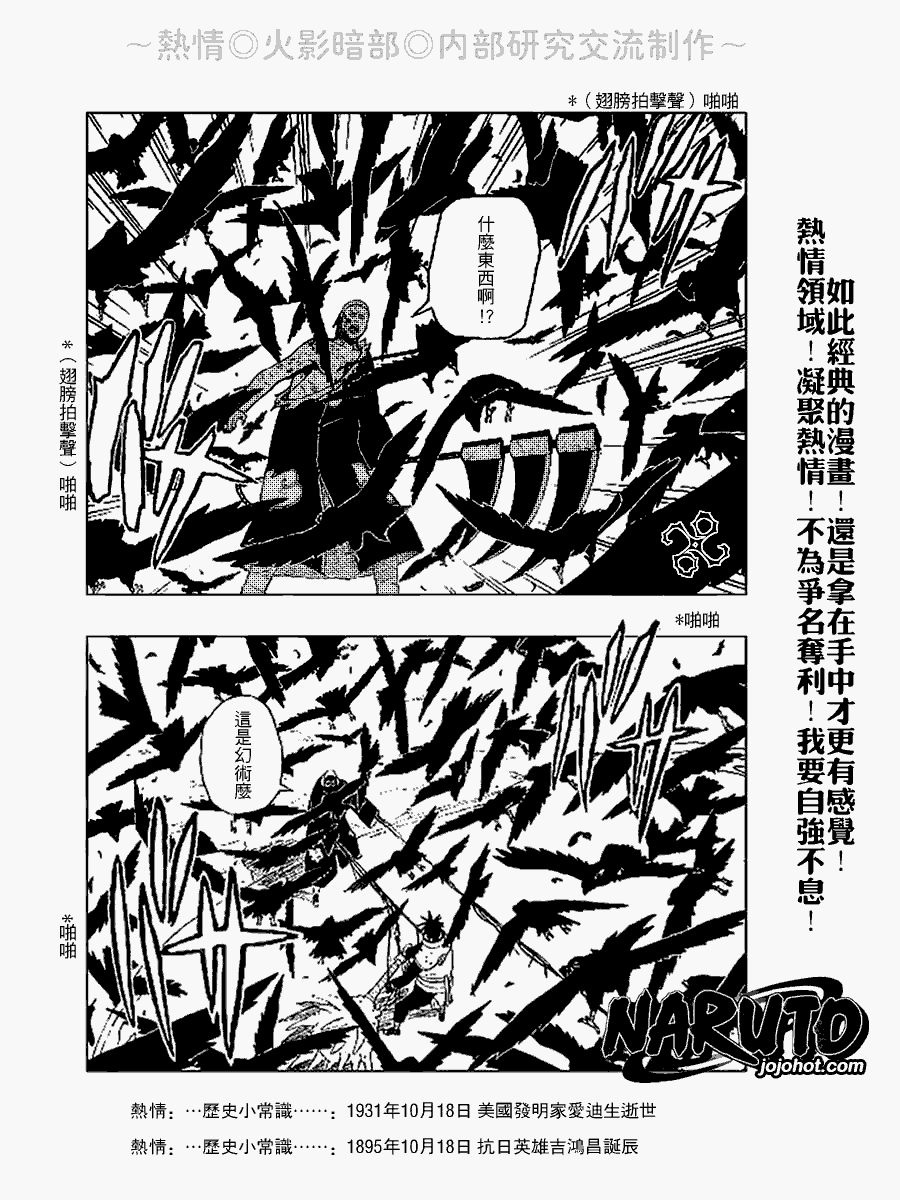 ～熱情◎火影暗部◎內部研究交流制作～
*（翅膀拍擊聲）啪啪
什麼東西啊!?
*（翅膀拍擊聲）啪啪
如此經典的漫畫！還是拿在手中才更有感覺！
熱情領域！凝聚熱情！不為爭名奪利！我要自強不息！
*啪啪
這是幻術麼
*啪啪
NARUTO
jojohot.com
熱情：…歷史小常識……：1931年10月18日 美國發明家愛迪生逝世
熱情：…歷史小常識……：1895年10月18日 抗日英雄吉鴻昌誕辰